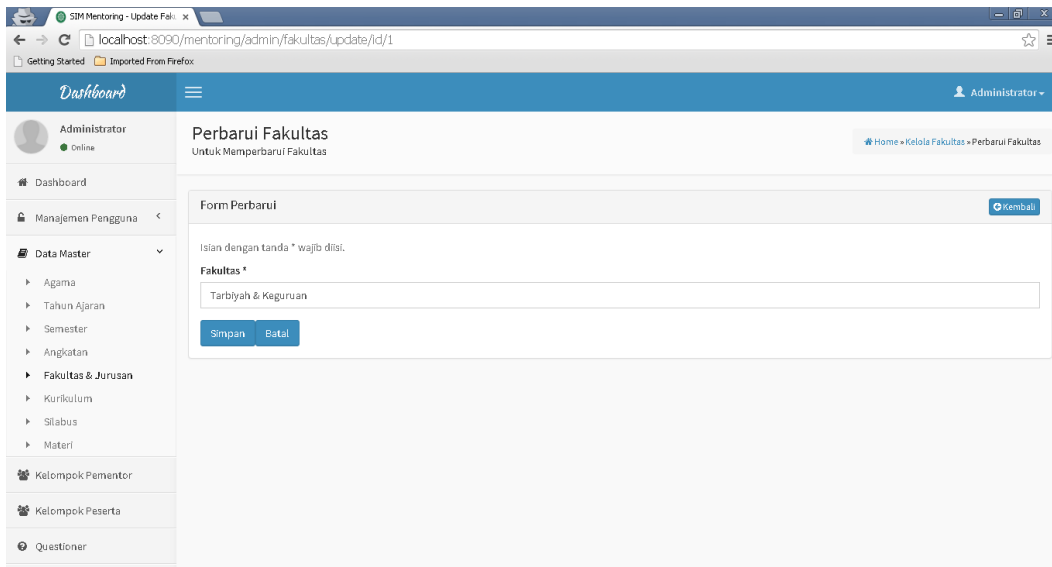 SIM Mentoring - Update Faku
localhost:8090/mentoring/admin/fakultas/update/id/1
Getting Started Imported From Firefox
Dashboard
Administrator
Administrator
Online
Perbarui Fakultas
Untuk Memperbarui Fakultas
Home » Kelola Fakultas » Perbarui Fakultas
Dashboard
Manajemen Pengguna
Data Master
Agama
Tahun Ajaran
Semester
Angkatan
Fakultas & Jurusan
Kurikulum
Silabus
Materi
Kelompok Pementor
Kelompok Peserta
Questioner
Form Perbarui
Kembali
Isian dengan tanda * wajib diisi.
Fakultas *
Tarbiyah & Keguruan
Simpan Batal